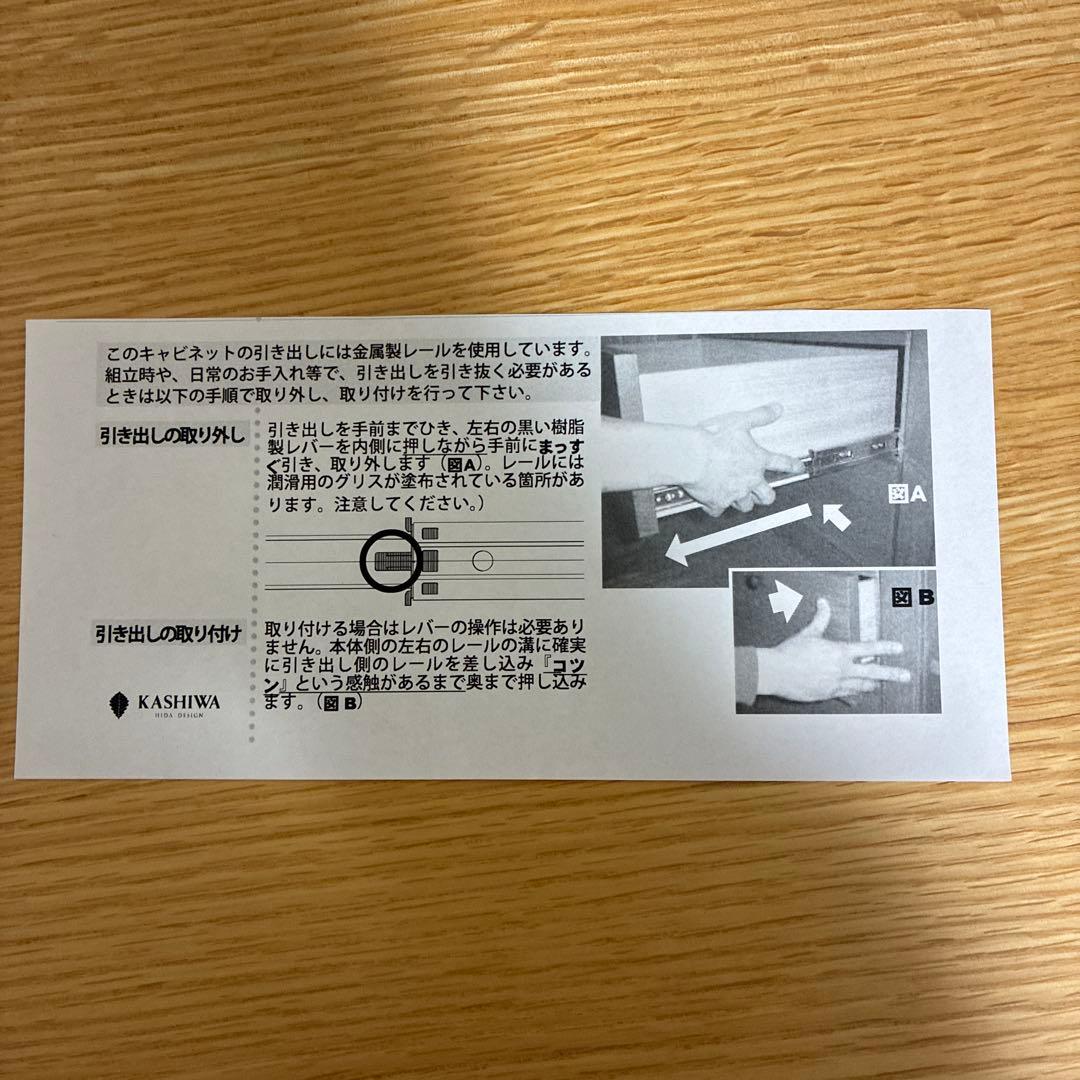 このキャビネットの引き出しには金属製レールを使用しています。
組立時や、日常のお手入れ等で、引き出しを引き抜く必要がある
ときは以下の手順で取り外し、取り付けを行って下さい。
引き出しの取り外し
引き出しを手前までひき、左右の黒い樹脂
製レバーを内側に押しながら手前にまっす
ぐ引き、取り外します（図A）。レールには
潤滑用のグリスが塗布されている箇所があ
ります。注意してください。）
図A
引き出しの取り付け
取り付ける場合はレバーの操作は必要あり
ません。本体側の左右のレールの溝に確実
に引き出し側のレールを差し込み『コツ
ン』という感触があるまで奥まで押し込み
ます。（図 B）
図 B
KASHIWA
HIDA DESIGN